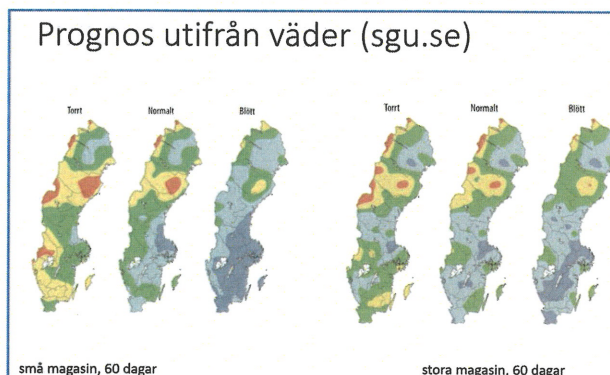 Prognos utifrån väder (sgu.se)
Torrt Normalt Blött
Torrt Normalt Blött
små magasin, 60 dagar
stora magasin, 60 dagar